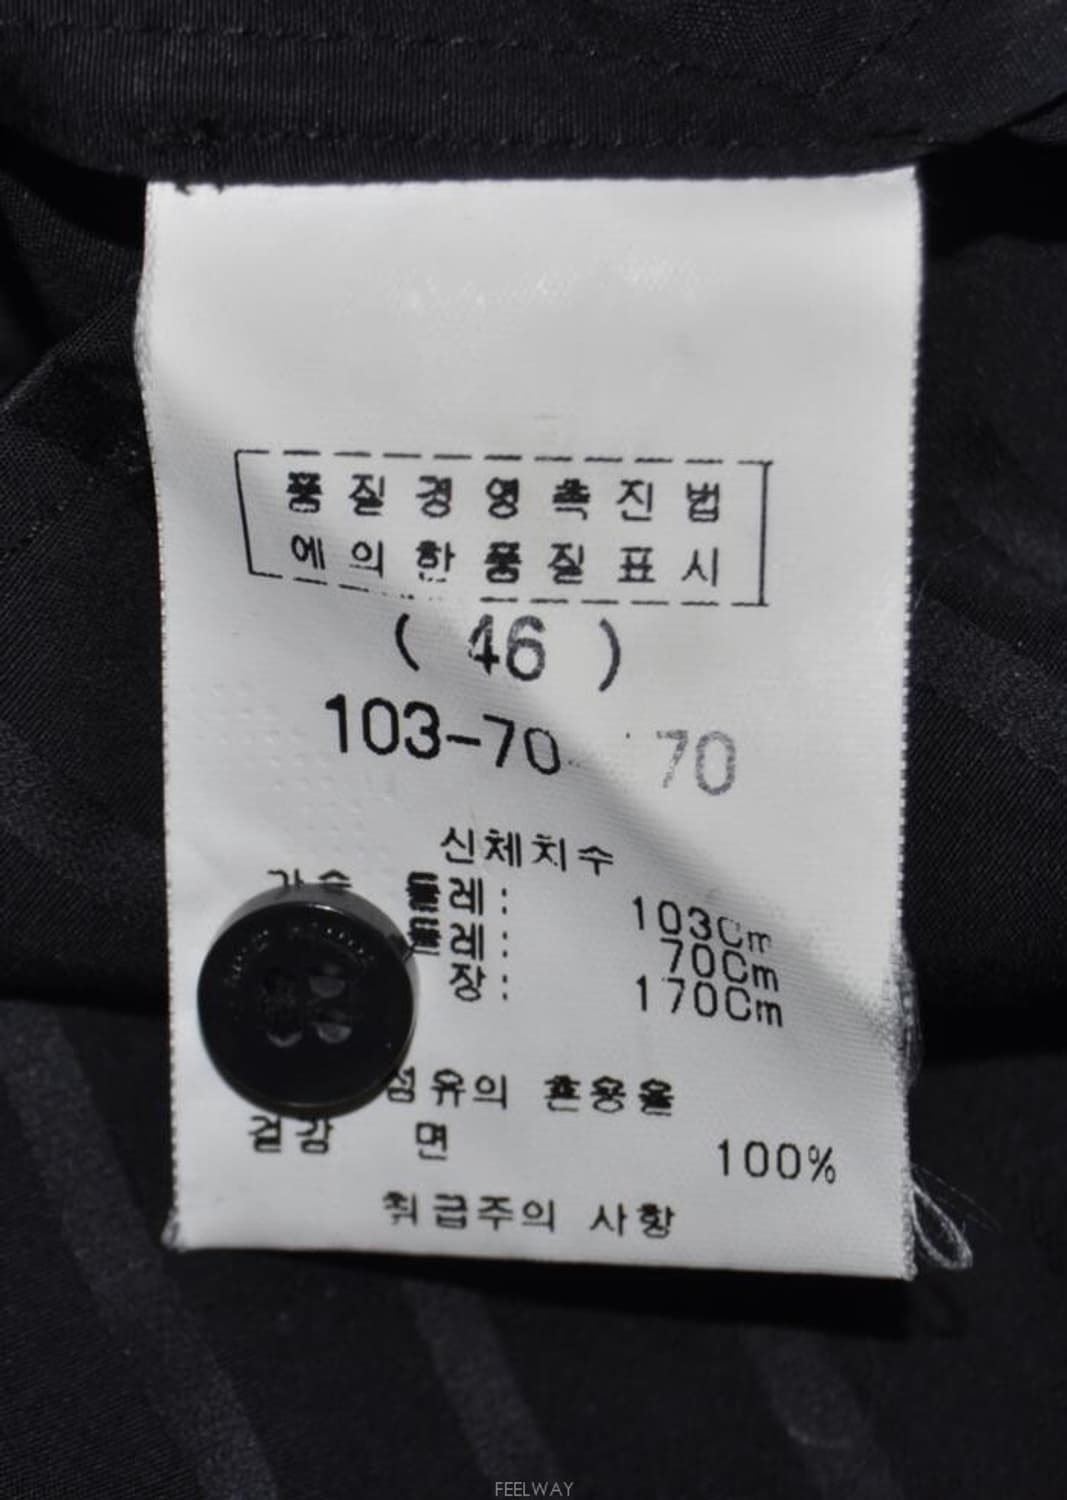 품질경영촉진법
에의한품질표시
( 46 )
103-70 70
신체치수
가슴 둘레: 103Cm
둘레: 70Cm
장: 170Cm
섬유의 혼용율
겉감 면 100%
취급주의 사항
FEELWAY